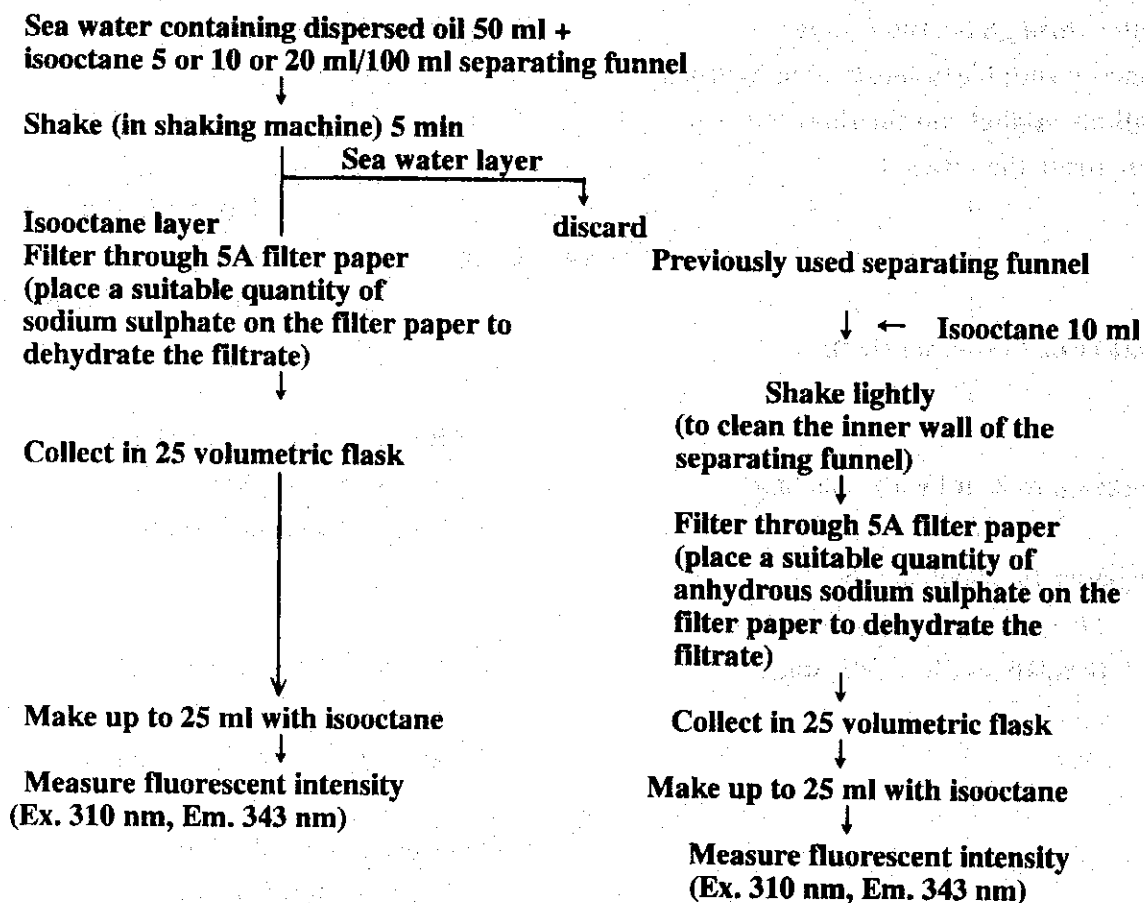 Sea water containing dispersed oil 50 ml +
isooctane 5 or 10 or 20 ml/100 ml separating funnel
Shake (in shaking machine) 5 min
Sea water layer
Isooctane layer
discard
Filter through 5A filter paper
(place a suitable quantity of
sodium sulphate on the filter paper to
dehydrate the filtrate)
Collect in 25 volumetric flask
Make up to 25 ml with isooctane
Measure fluorescent intensity
(Ex. 310 nm, Em. 343 nm)
Previously used separating funnel
Isooctane 10 ml
Shake lightly
(to clean the inner wall of the
separating funnel)
Filter through 5A filter paper
(place a suitable quantity of
anhydrous sodium sulphate on the
filter paper to dehydrate the
filtrate)
Collect in 25 volumetric flask
Make up to 25 ml with isooctane
Measure fluorescent intensity
(Ex. 310 nm, Em. 343 nm)